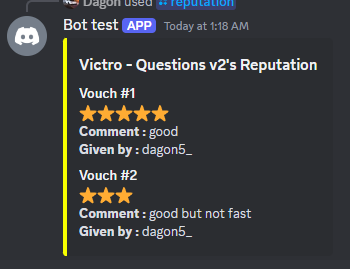 Dagon used reputation
Bot test APP Today at 1:18 AM
Victro - Questions v2's Reputation
Vouch #1
Comment : good
Given by : dagon5_
Vouch #2
Comment : good but not fast
Given by : dagon5_